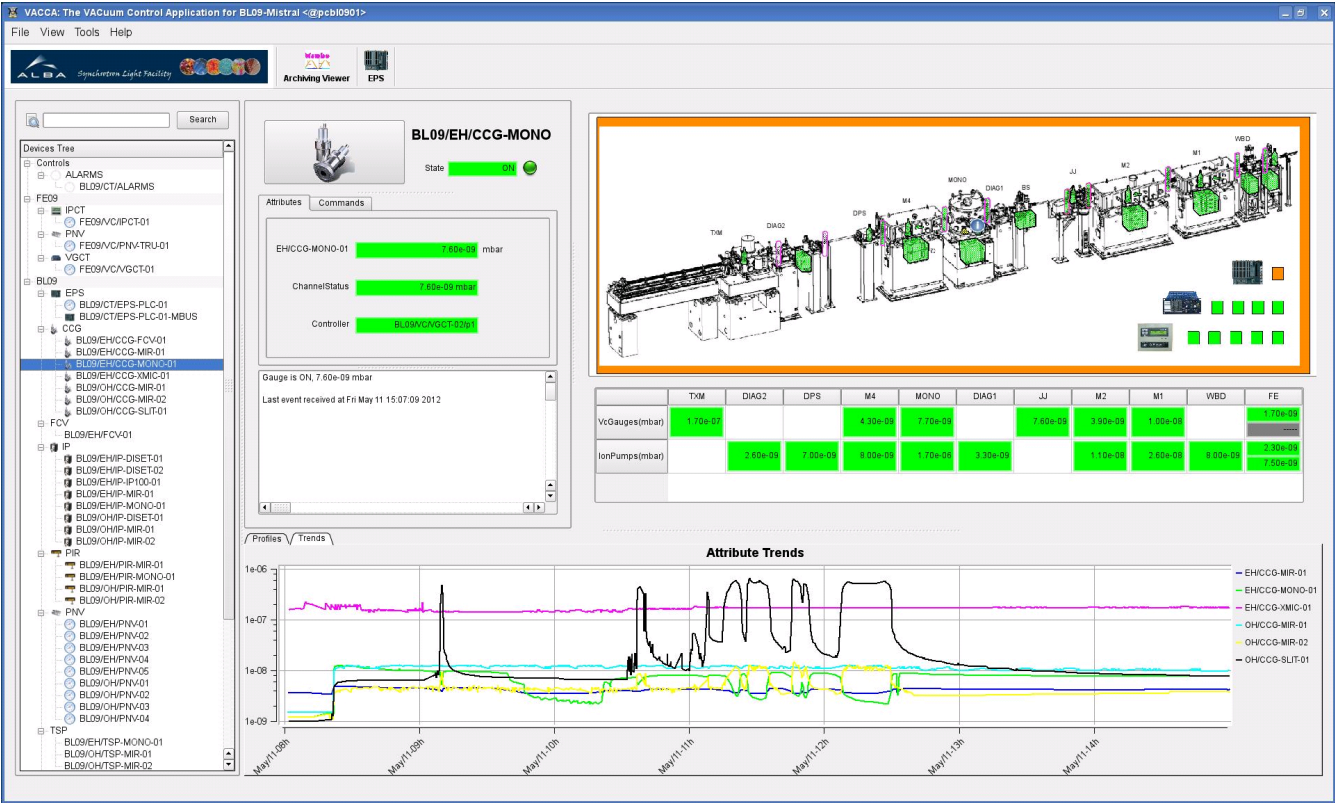 VACCA: The VACuum Control Application for BL09-Mistral <@pcbl0901>
File View Tools Help
ALBA Synchrotron Light Facility
Archiving Viewer EPS
Search
Devices Tree
Controls
ALARMS
BL09/CT/ALARMS
FE09
IPCT
FE09/VC/IPCT-01
PNV
FE09/VC/PNV-TRU-01
VGCT
FE09/VC/VGCT-01
BL09
EPS
BL09/CT/EPS-PLC-01
BL09/CT/EPS-PLC-01-MBUS
CCG
BL09/EH/CCG-FCV-01
BL09/EH/CCG-MIR-01
BL09/EH/CCG-MONO-01
BL09/EH/CCG-XMIC-01
BL09/OH/CCG-MIR-01
BL09/OH/CCG-MIR-02
BL09/OH/CCG-SLIT-01
FCV
BL09/EH/FCV-01
IP
BL09/EH/IP-DISET-01
BL09/EH/IP-DISET-02
BL09/EH/IP-IP100-01
BL09/EH/IP-MIR-01
BL09/EH/IP-MONO-01
BL09/OH/IP-DISET-01
BL09/OH/IP-MIR-01
BL09/OH/IP-MIR-02
PIR
BL09/EH/PIR-MIR-01
BL09/EH/PIR-MONO-01
BL09/OH/PIR-MIR-01
BL09/OH/PIR-MIR-02
PNV
BL09/EH/PNV-01
BL09/EH/PNV-02
BL09/EH/PNV-03
BL09/EH/PNV-04
BL09/EH/PNV-05
BL09/OH/PNV-01
BL09/OH/PNV-02
BL09/OH/PNV-03
BL09/OH/PNV-04
TSP
BL09/EH/TSP-MONO-01
BL09/OH/TSP-MIR-01
BL09/OH/TSP-MIR-02
BL09/EH/CCG-MONO
State ON
Attributes Commands
EH/CCG-MONO-01 7.60e-09 mbar
ChannelStatus 7.60e-09 mbar
Controller BL09/VC/VGCT-02/p1
Gauge is ON, 7.60e-09 mbar
Last event received at Fri May 11 15:07:09 2012
TXM DIAG2 DPS M4 MONO DIAG1 BS JJ M2 M1 WBD
TXM DIAG2 DPS M4 MONO DIAG1 JJ M2 M1 WBD FE
VcGauges(mbar) 1.70e-07 4.30e-09 7.70e-09 7.60e-09 3.90e-09 1.00e-08 1.70e-09
-----
IonPumps(mbar) 2.60e-09 7.00e-09 8.00e-09 1.70e-06 3.30e-09 1.10e-08 2.60e-08 8.00e-09 2.30e-09
7.50e-09
Profiles Trends
Attribute Trends
1e-06
1e-07
1e-08
1e-09
May/11-08h May/11-09h May/11-10h May/11-11h May/11-12h May/11-13h May/11-14h
EH/CCG-MIR-01
EH/CCG-MONO-01
EH/CCG-XMIC-01
OH/CCG-MIR-01
OH/CCG-MIR-02
OH/CCG-SLIT-01